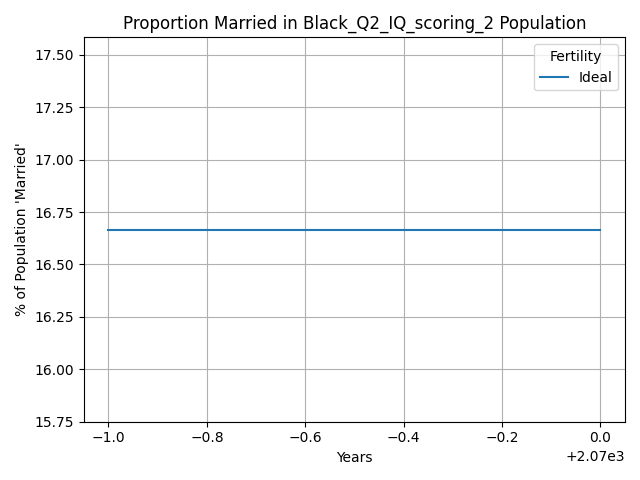 Proportion Married in Black_Q2_IQ_scoring_2 Population
Fertility
Ideal
% of Population 'Married'
17.50
17.25
17.00
16.75
16.50
16.25
16.00
15.75
−1.0 −0.8 −0.6 −0.4 −0.2 0.0
+2.07e3
Years